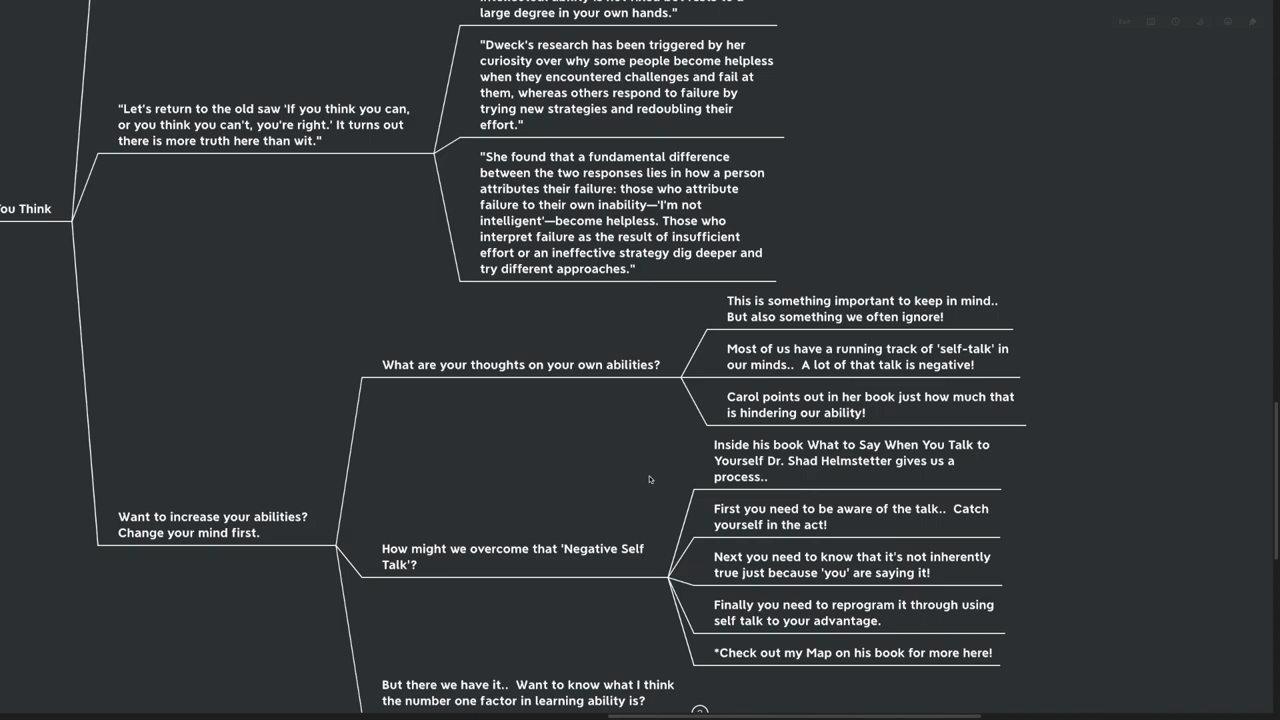 large degree in your own hands."
"Dweck's research has been triggered by her
curiosity over why some people become helpless
when they encountered challenges and fail at
them, whereas others respond to failure by
trying new strategies and redoubling their
effort."
"Let's return to the old saw 'If you think you can,
or you think you can't, you're right.' It turns out
there is more truth here than wit."
"She found that a fundamental difference
between the two responses lies in how a person
attributes their failure: those who attribute
failure to their own inability—'I'm not
intelligent'—become helpless. Those who
interpret failure as the result of insufficient
effort or an ineffective strategy dig deeper and
try different approaches."
You Think
This is something important to keep in mind..
But also something we often ignore!
What are your thoughts on your own abilities?
Most of us have a running track of 'self-talk' in
our minds..  A lot of that talk is negative!
Carol points out in her book just how much that
is hindering our ability!
Want to increase your abilities?
Change your mind first.
Inside his book What to Say When You Talk to
Yourself Dr. Shad Helmstetter gives us a
process..
First you need to be aware of the talk..  Catch
yourself in the act!
How might we overcome that 'Negative Self
Talk'?
Next you need to know that it's not inherently
true just because 'you' are saying it!
Finally you need to reprogram it through using
self talk to your advantage.
*Check out my Map on his book for more here!
But there we have it..  Want to know what I think
the number one factor in learning ability is?